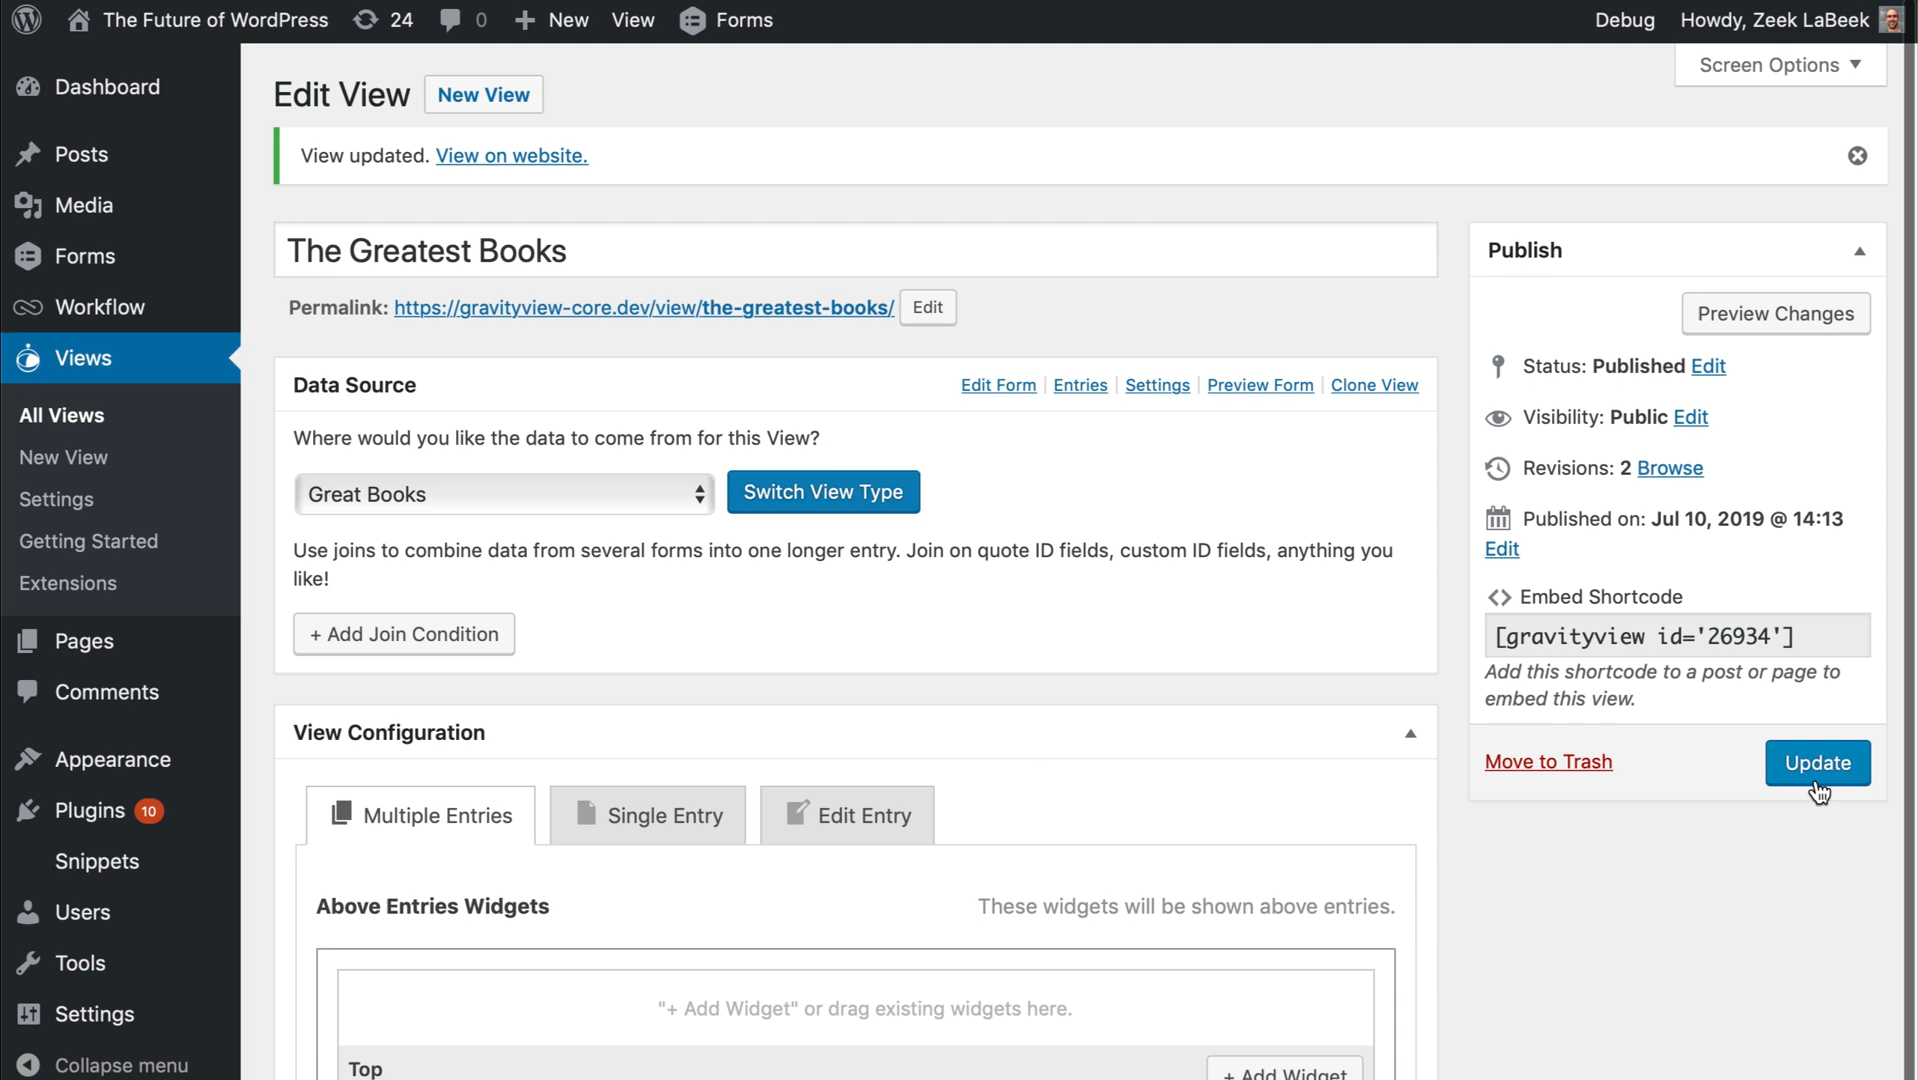 The Future of WordPress 24 0 New View Forms Debug Howdy, Zeek LaBeek
Screen Options
Dashboard
Posts
Media
Forms
Workflow
Views
All Views
New View
Settings
Getting Started
Extensions
Pages
Comments
Appearance
Plugins 10
Snippets
Users
Tools
Settings
Collapse menu
Edit View New View
View updated. View on website.
The Greatest Books
Permalink: https://gravityview-core.dev/view/the-greatest-books/ Edit
Data Source Edit Form Entries Settings Preview Form Clone View
Where would you like the data to come from for this View?
Great Books Switch View Type
Use joins to combine data from several forms into one longer entry. Join on quote ID fields, custom ID fields, anything you
like!
+ Add Join Condition
View Configuration
Multiple Entries Single Entry Edit Entry
Above Entries Widgets These widgets will be shown above entries.
"+ Add Widget" or drag existing widgets here.
Top + Add Widget
Publish
Preview Changes
Status: Published Edit
Visibility: Public Edit
Revisions: 2 Browse
Published on: Jul 10, 2019 @ 14:13
Edit
Embed Shortcode
[gravityview id='26934']
Add this shortcode to a post or page to
embed this view.
Move to Trash Update